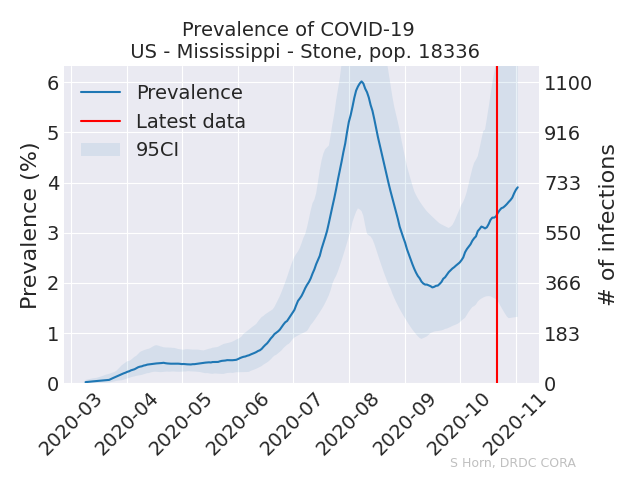 Prevalence of COVID-19
US - Mississippi - Stone, pop. 18336
Prevalence
Latest data
95CI
Prevalence (%)
6
5
4
3
2
1
0
1100
916
733
550
366
183
0
# of infections
2020-03
2020-04
2020-05
2020-06
2020-07
2020-08
2020-09
2020-10
2020-11
S Horn, DRDC CORA